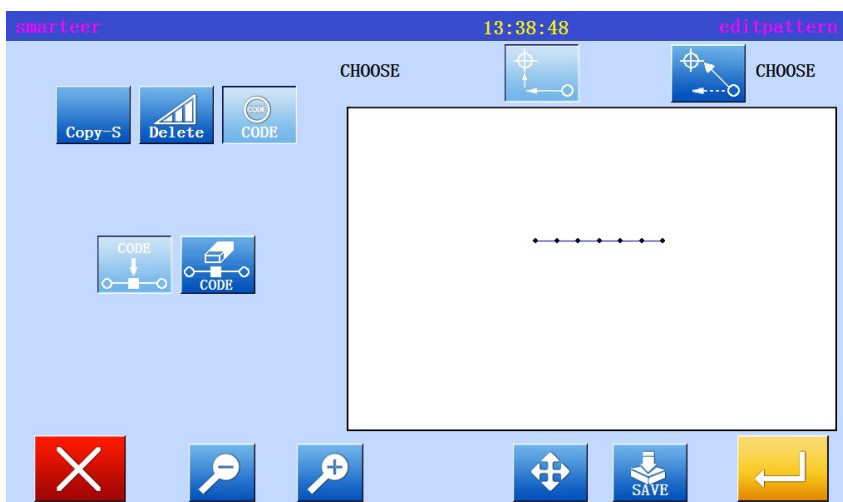 smarteer 13:38:48 editpattern
CHOOSE CHOOSE
Copy-S Delete CODE CODE
CODE CODE
SAVE